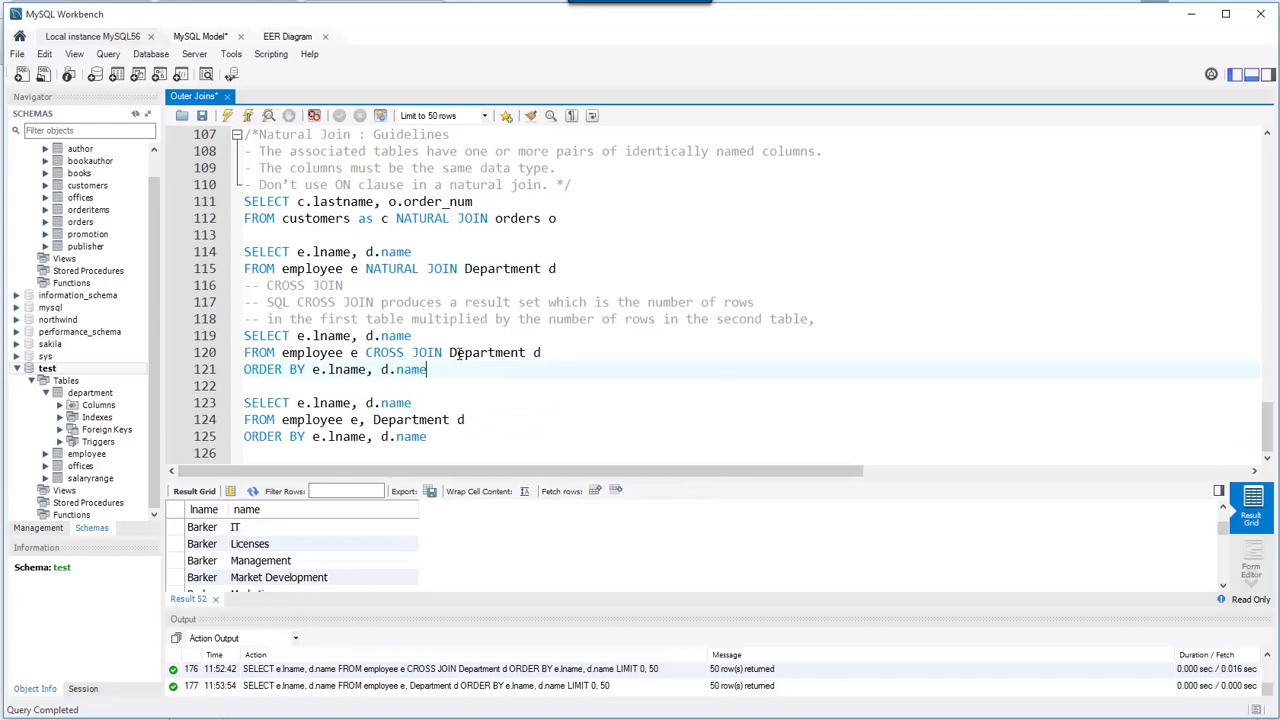 MySQL Workbench
Local instance MySQL56 MySQL Model* EER Diagram
File Edit View Query Database Server Tools Scripting Help
Navigator
SCHEMAS
Filter objects
author
bookauthor
books
customers
offices
orderitems
orders
promotion
publisher
Views
Stored Procedures
Functions
information_schema
mysql
northwind
performance_schema
sakila
sys
test
Tables
department
Columns
Indexes
Foreign Keys
Triggers
employee
offices
salaryrange
Views
Stored Procedures
Functions
Management Schemas
Information
Schema: test
Object Info Session
Query Completed
Outer Joins*
Limit to 50 rows
107 /*Natural Join : Guidelines
108 - The associated tables have one or more pairs of identically named columns.
109 - The columns must be the same data type.
110 - Don't use ON clause in a natural join. */
111 SELECT c.lastname, o.order_num
112 FROM customers as c NATURAL JOIN orders o
113
114 SELECT e.lname, d.name
115 FROM employee e NATURAL JOIN Department d
116 -- CROSS JOIN
117 -- SQL CROSS JOIN produces a result set which is the number of rows
118 -- in the first table multiplied by the number of rows in the second table,
119 SELECT e.lname, d.name
120 FROM employee e CROSS JOIN Department d
121 ORDER BY e.lname, d.name
122
123 SELECT e.lname, d.name
124 FROM employee e, Department d
125 ORDER BY e.lname, d.name
126
Result Grid Filter Rows: Export: Wrap Cell Content: Fetch rows:
lname name
Barker IT
Barker Licenses
Barker Management
Barker Market Development
Result Grid
Form Editor
Result 52
Read Only
Output
Action Output
Time Action Message Duration / Fetch
176 11:52:42 SELECT e.lname, d.name FROM employee e CROSS JOIN Department d ORDER BY e.lname, d.name LIMIT 0, 50 50 row(s) returned 0.000 sec / 0.016 sec
177 11:53:54 SELECT e.lname, d.name FROM employee e, Department d ORDER BY e.lname, d.name LIMIT 0, 50 50 row(s) returned 0.000 sec / 0.000 sec